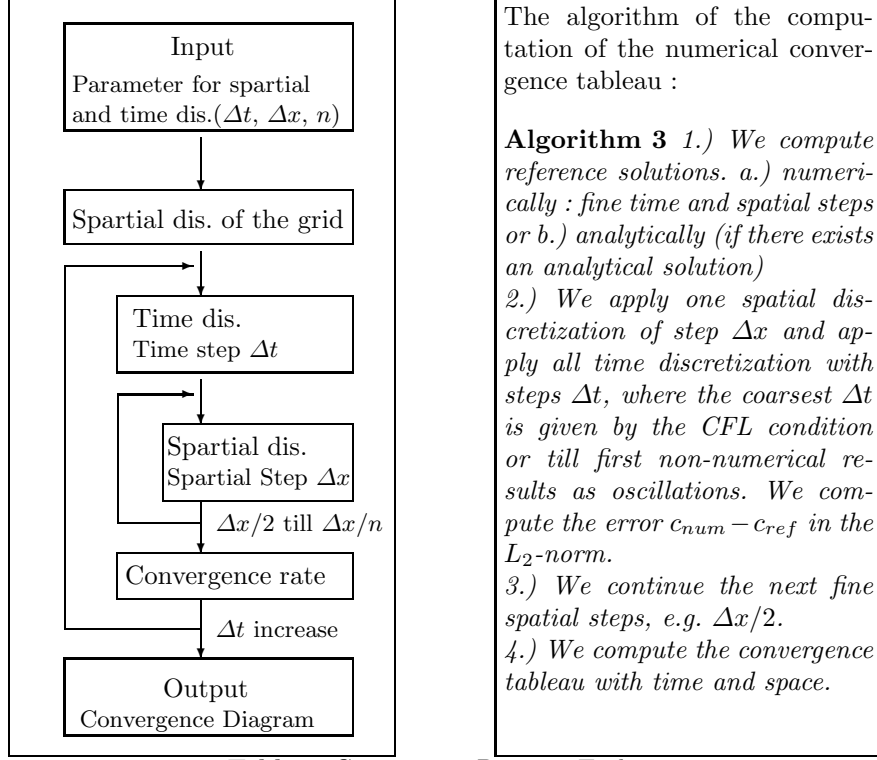 Input
Parameter for spartial
and time dis.(Δt, Δx, n)
Spartial dis. of the grid
Time dis.
Time step Δt
Spartial dis.
Spartial Step Δx
Δx/2 till Δx/n
Convergence rate
Δt increase
Output
Convergence Diagram
The algorithm of the compu-
tation of the numerical conver-
gence tableau :
Algorithm 3 1.) We compute
reference solutions. a.) numeri-
cally : fine time and spatial steps
or b.) analytically (if there exists
an analytical solution)
2.) We apply one spatial dis-
cretization of step Δx and ap-
ply all time discretization with
steps Δt, where the coarsest Δt
is given by the CFL condition
or till first non-numerical re-
sults as oscillations. We com-
pute the error c_num − c_ref in the
L₂-norm.
3.) We continue the next fine
spatial steps, e.g. Δx/2.
4.) We compute the convergence
tableau with time and space.